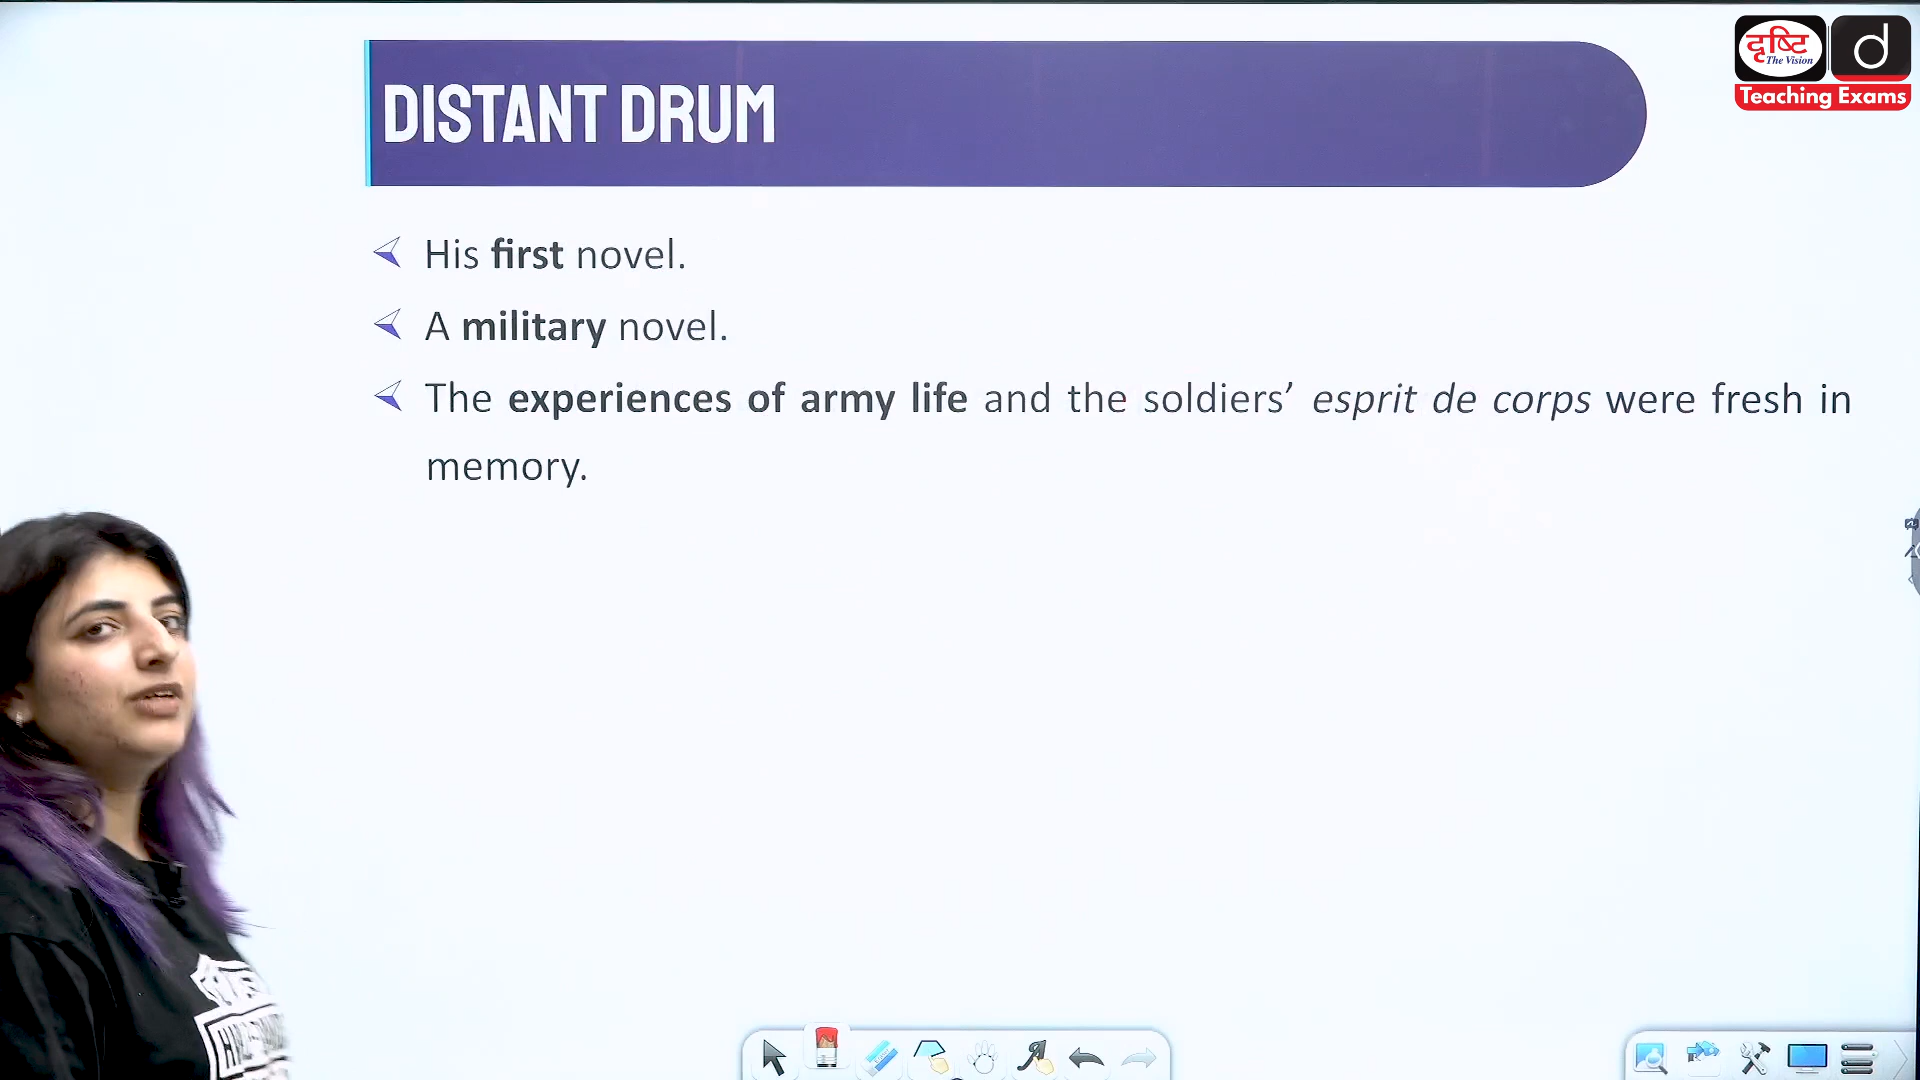 दृष्टि
The Vision
d
Teaching Exams
DISTANT DRUM
His first novel.
A military novel.
The experiences of army life and the soldiers’ esprit de corps were fresh in
memory.